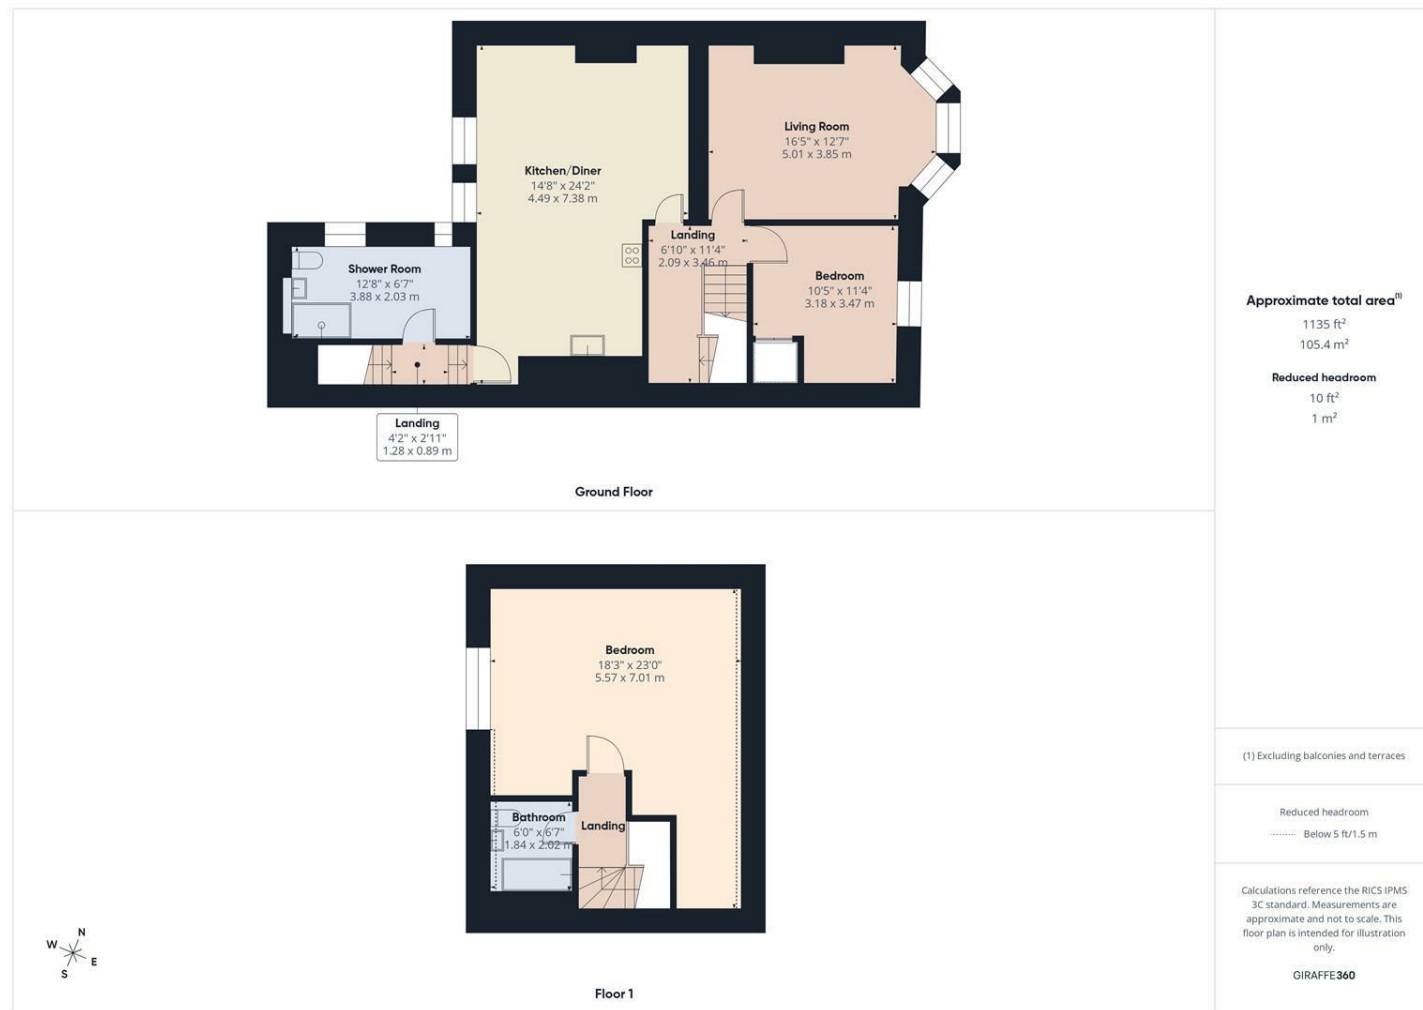 Living Room
16'5" x 12'7"
5.01 x 3.85 m
Kitchen/Diner
14'8" x 24'2"
4.49 x 7.38 m
Landing
6'10" x 11'4"
2.09 x 3.46 m
Shower Room
12'8" x 6'7"
3.88 x 2.03 m
Bedroom
10'5" x 11'4"
3.18 x 3.47 m
Landing
4'2" x 2'11"
1.28 x 0.89 m
Ground Floor
Bedroom
18'3" x 23'0"
5.57 x 7.01 m
Bathroom
6'0" x 6'7"
1.84 x 2.02 m
Landing
N
W
E
S
Floor 1
Approximate total area(1)
1135 ft²
105.4 m²
Reduced headroom
10 ft²
1 m²
(1) Excluding balconies and terraces
Reduced headroom
Below 5 ft/1.5 m
Calculations reference the RICS IPMS
3C standard. Measurements are
approximate and not to scale. This
floor plan is intended for illustration
only.
GIRAFFE360